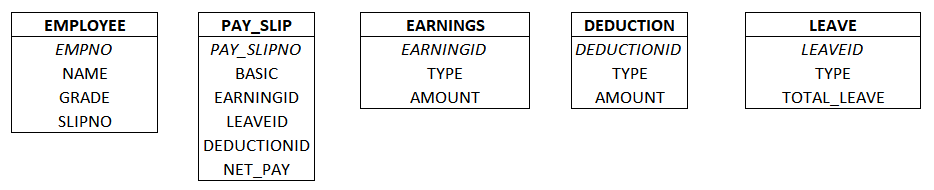 EMPLOYEE
EMPNO
NAME
GRADE
SLIPNO
PAY_SLIP
PAY_SLIPNO
BASIC
EARNINGID
LEAVEID
DEDUCTIONID
NET_PAY
EARNINGS
EARNINGID
TYPE
AMOUNT
DEDUCTION
DEDUCTIONID
TYPE
AMOUNT
LEAVE
LEAVEID
TYPE
TOTAL_LEAVE